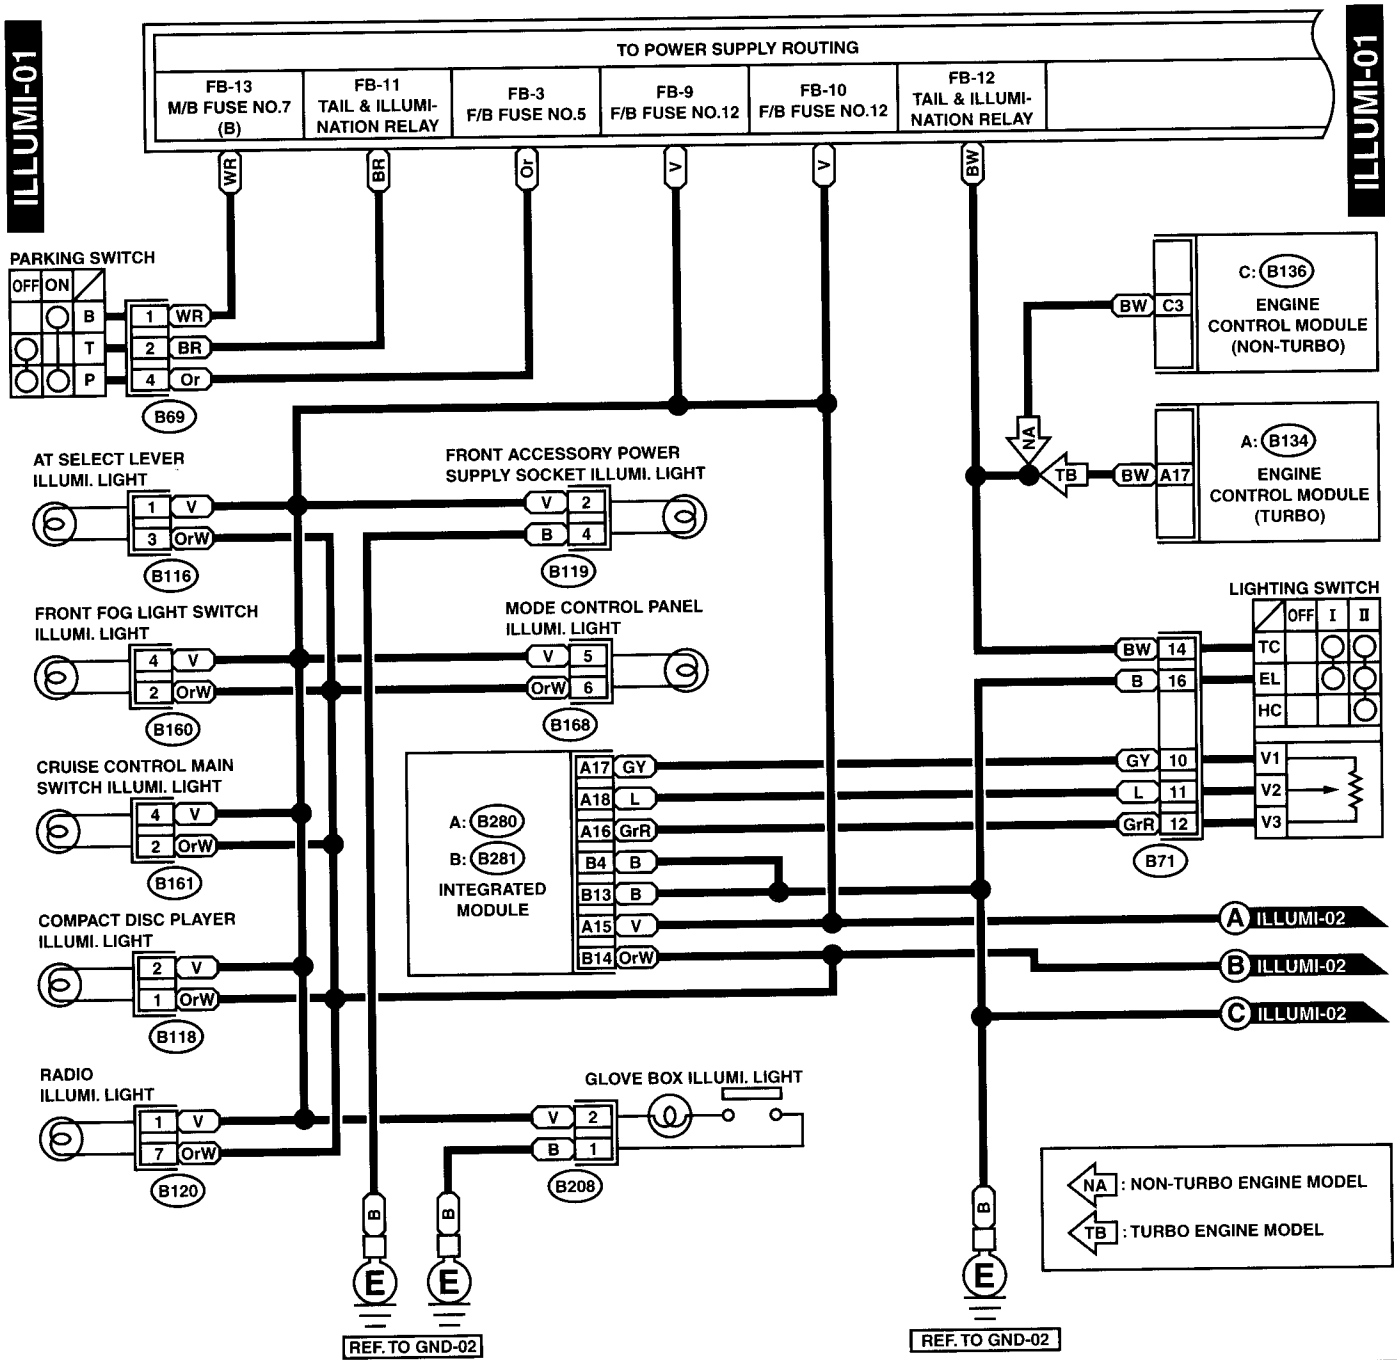 ILLUMI-01
ILLUMI-01
TO POWER SUPPLY ROUTING
FB-13
M/B FUSE NO.7
(B)
FB-11
TAIL & ILLUMI-
NATION RELAY
FB-3
F/B FUSE NO.5
FB-9
F/B FUSE NO.12
FB-10
F/B FUSE NO.12
FB-12
TAIL & ILLUMI-
NATION RELAY
WR
BR
Or
V
V
BW
PARKING SWITCH
OFF ON
B 1 WR
T 2 BR
P 4 Or
B69
C: B136
BW C3
ENGINE
CONTROL MODULE
(NON-TURBO)
NA
TB
BW A17
A: B134
ENGINE
CONTROL MODULE
(TURBO)
AT SELECT LEVER
ILLUMI. LIGHT
1 V
3 OrW
B116
FRONT ACCESSORY POWER
SUPPLY SOCKET ILLUMI. LIGHT
V 2
B 4
B119
FRONT FOG LIGHT SWITCH
ILLUMI. LIGHT
4 V
2 OrW
B160
MODE CONTROL PANEL
ILLUMI. LIGHT
V 5
OrW 6
B168
LIGHTING SWITCH
OFF I II
BW 14 TC
B 16 EL
HC
GY 10 V1
L 11 V2
GrR 12 V3
B71
CRUISE CONTROL MAIN
SWITCH ILLUMI. LIGHT
4 V
2 OrW
B161
A: B280
B: B281
INTEGRATED
MODULE
A17 GY
A18 L
A16 GrR
B4 B
B13 B
A15 V
B14 OrW
A ILLUMI-02
B ILLUMI-02
C ILLUMI-02
COMPACT DISC PLAYER
ILLUMI. LIGHT
2 V
1 OrW
B118
RADIO
ILLUMI. LIGHT
1 V
7 OrW
B120
GLOVE BOX ILLUMI. LIGHT
V 2
B 1
B208
B
B
B
E
E
E
REF. TO GND-02
REF. TO GND-02
NA : NON-TURBO ENGINE MODEL
TB : TURBO ENGINE MODEL